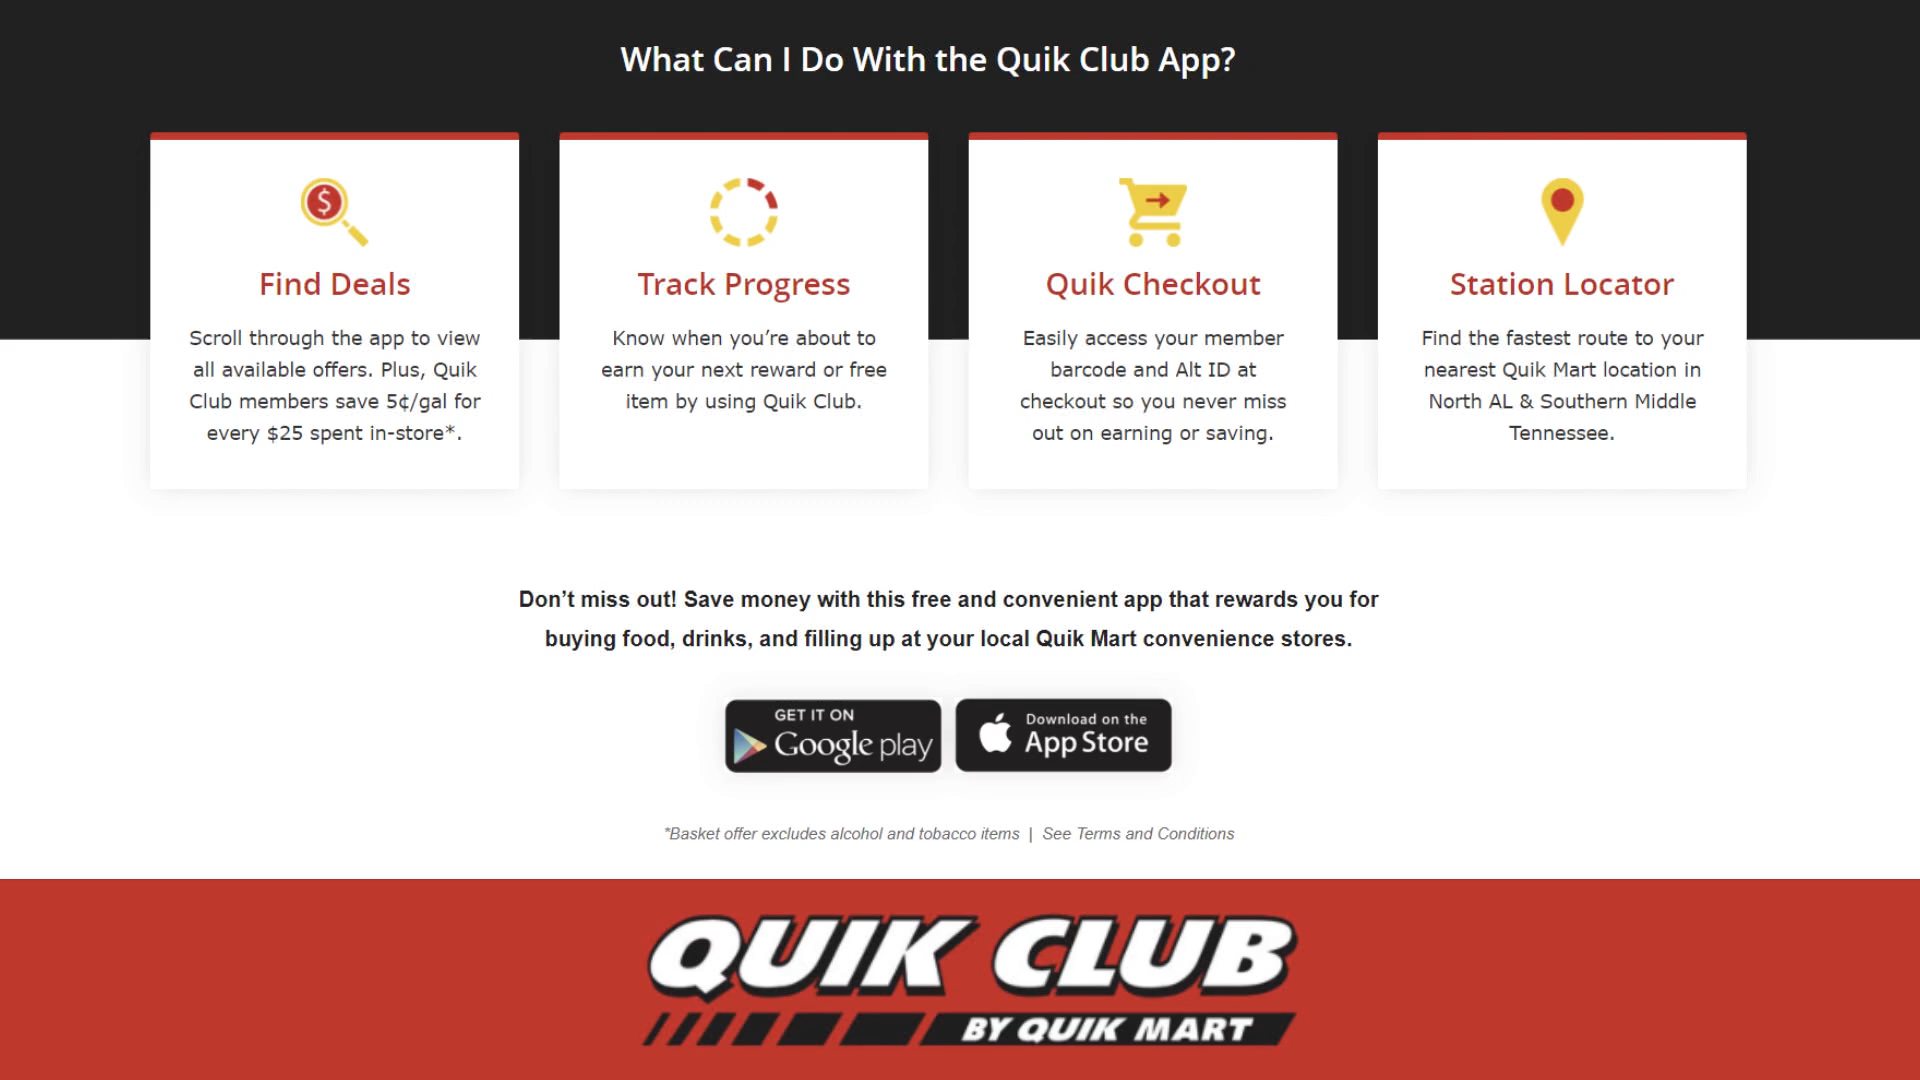 What Can I Do With the Quik Club App?
$
Find Deals
Scroll through the app to view
all available offers. Plus, Quik
Club members save 5¢/gal for
every $25 spent in-store*.
Track Progress
Know when you’re about to
earn your next reward or free
item by using Quik Club.
Quik Checkout
Easily access your member
barcode and Alt ID at
checkout so you never miss
out on earning or saving.
Station Locator
Find the fastest route to your
nearest Quik Mart location in
North AL & Southern Middle
Tennessee.
Don’t miss out! Save money with this free and convenient app that rewards you for
buying food, drinks, and filling up at your local Quik Mart convenience stores.
GET IT ON
Google play
Download on the
App Store
*Basket offer excludes alcohol and tobacco items | See Terms and Conditions
QUIK CLUB
BY QUIK MART